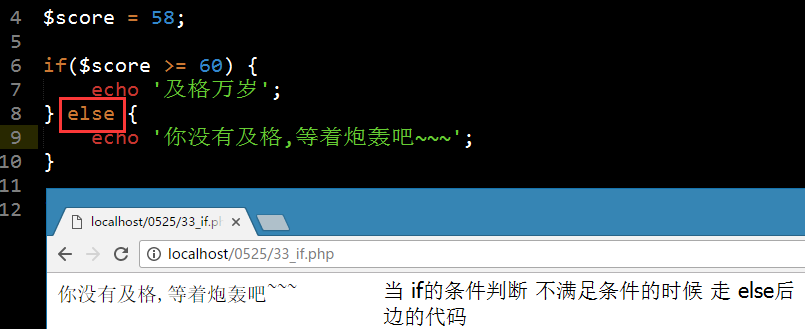 4 $score = 58;
5
6 if($score >= 60) {
7 echo '及格万岁';
8 } else {
9 echo '你没有及格,等着炮轰吧~~~';
10 }
11
12
localhost/0525/33_if.ph
localhost/0525/33_if.php
你没有及格,等着炮轰吧~~~
当 if的条件判断 不满足条件的时候 走 else后
边的代码